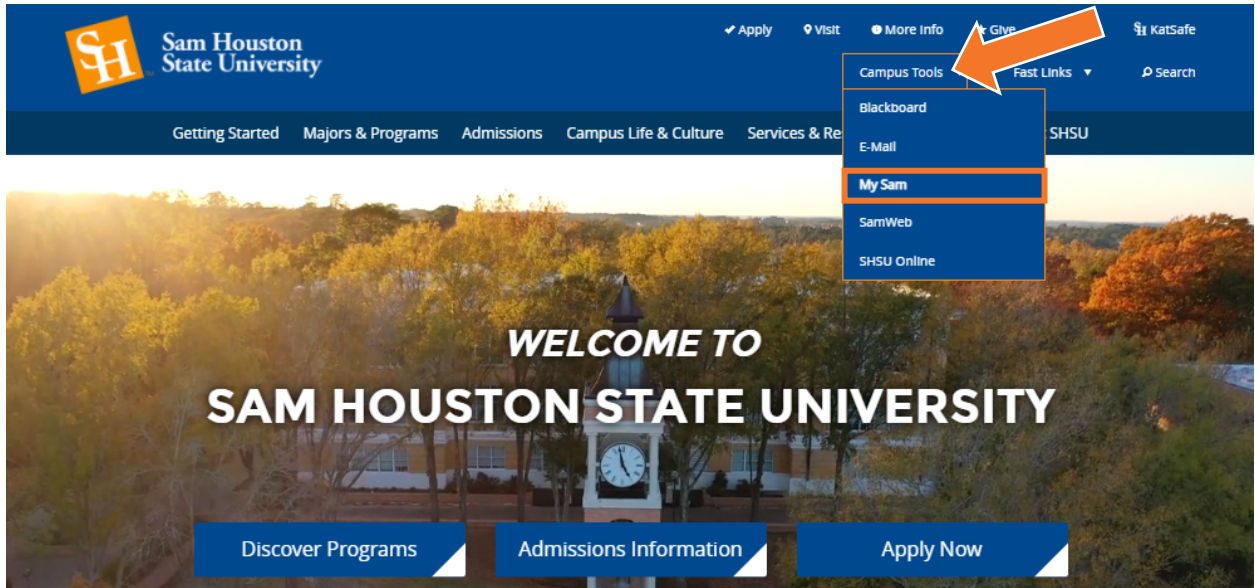 SH
Sam Houston
State University
Apply Visit More Info Give KatSafe
Campus Tools Fast Links ▼ Search
Getting Started Majors & Programs Admissions Campus Life & Culture Services & SHSU
Blackboard
E-Mail
My Sam
SamWeb
SHSU Online
WELCOME TO
SAM HOUSTON STATE UNIVERSITY
Discover Programs Admissions Information Apply Now